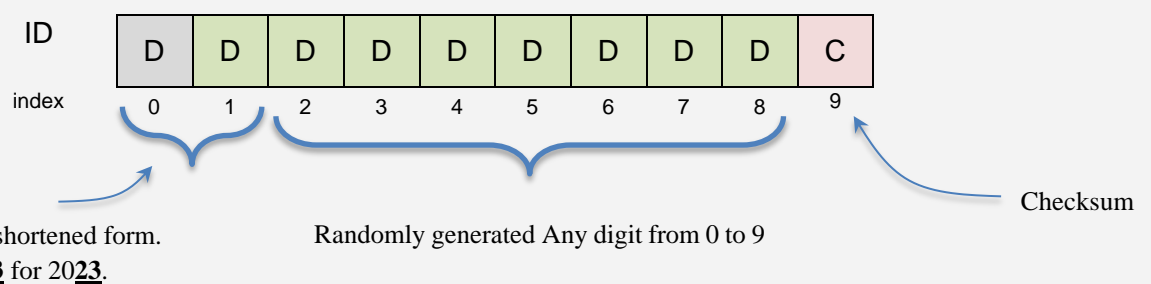 ID
D D D D D D D D D C
index 0 1 2 3 4 5 6 7 8 9
Checksum
shortened form.
Randomly generated Any digit from 0 to 9
for 2023.